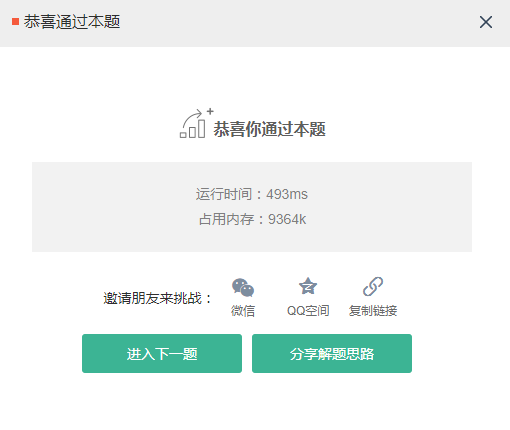 恭喜通过本题
恭喜你通过本题
运行时间：493ms
占用内存：9364k
邀请朋友来挑战：
微信
QQ空间
复制链接
进入下一题
分享解题思路